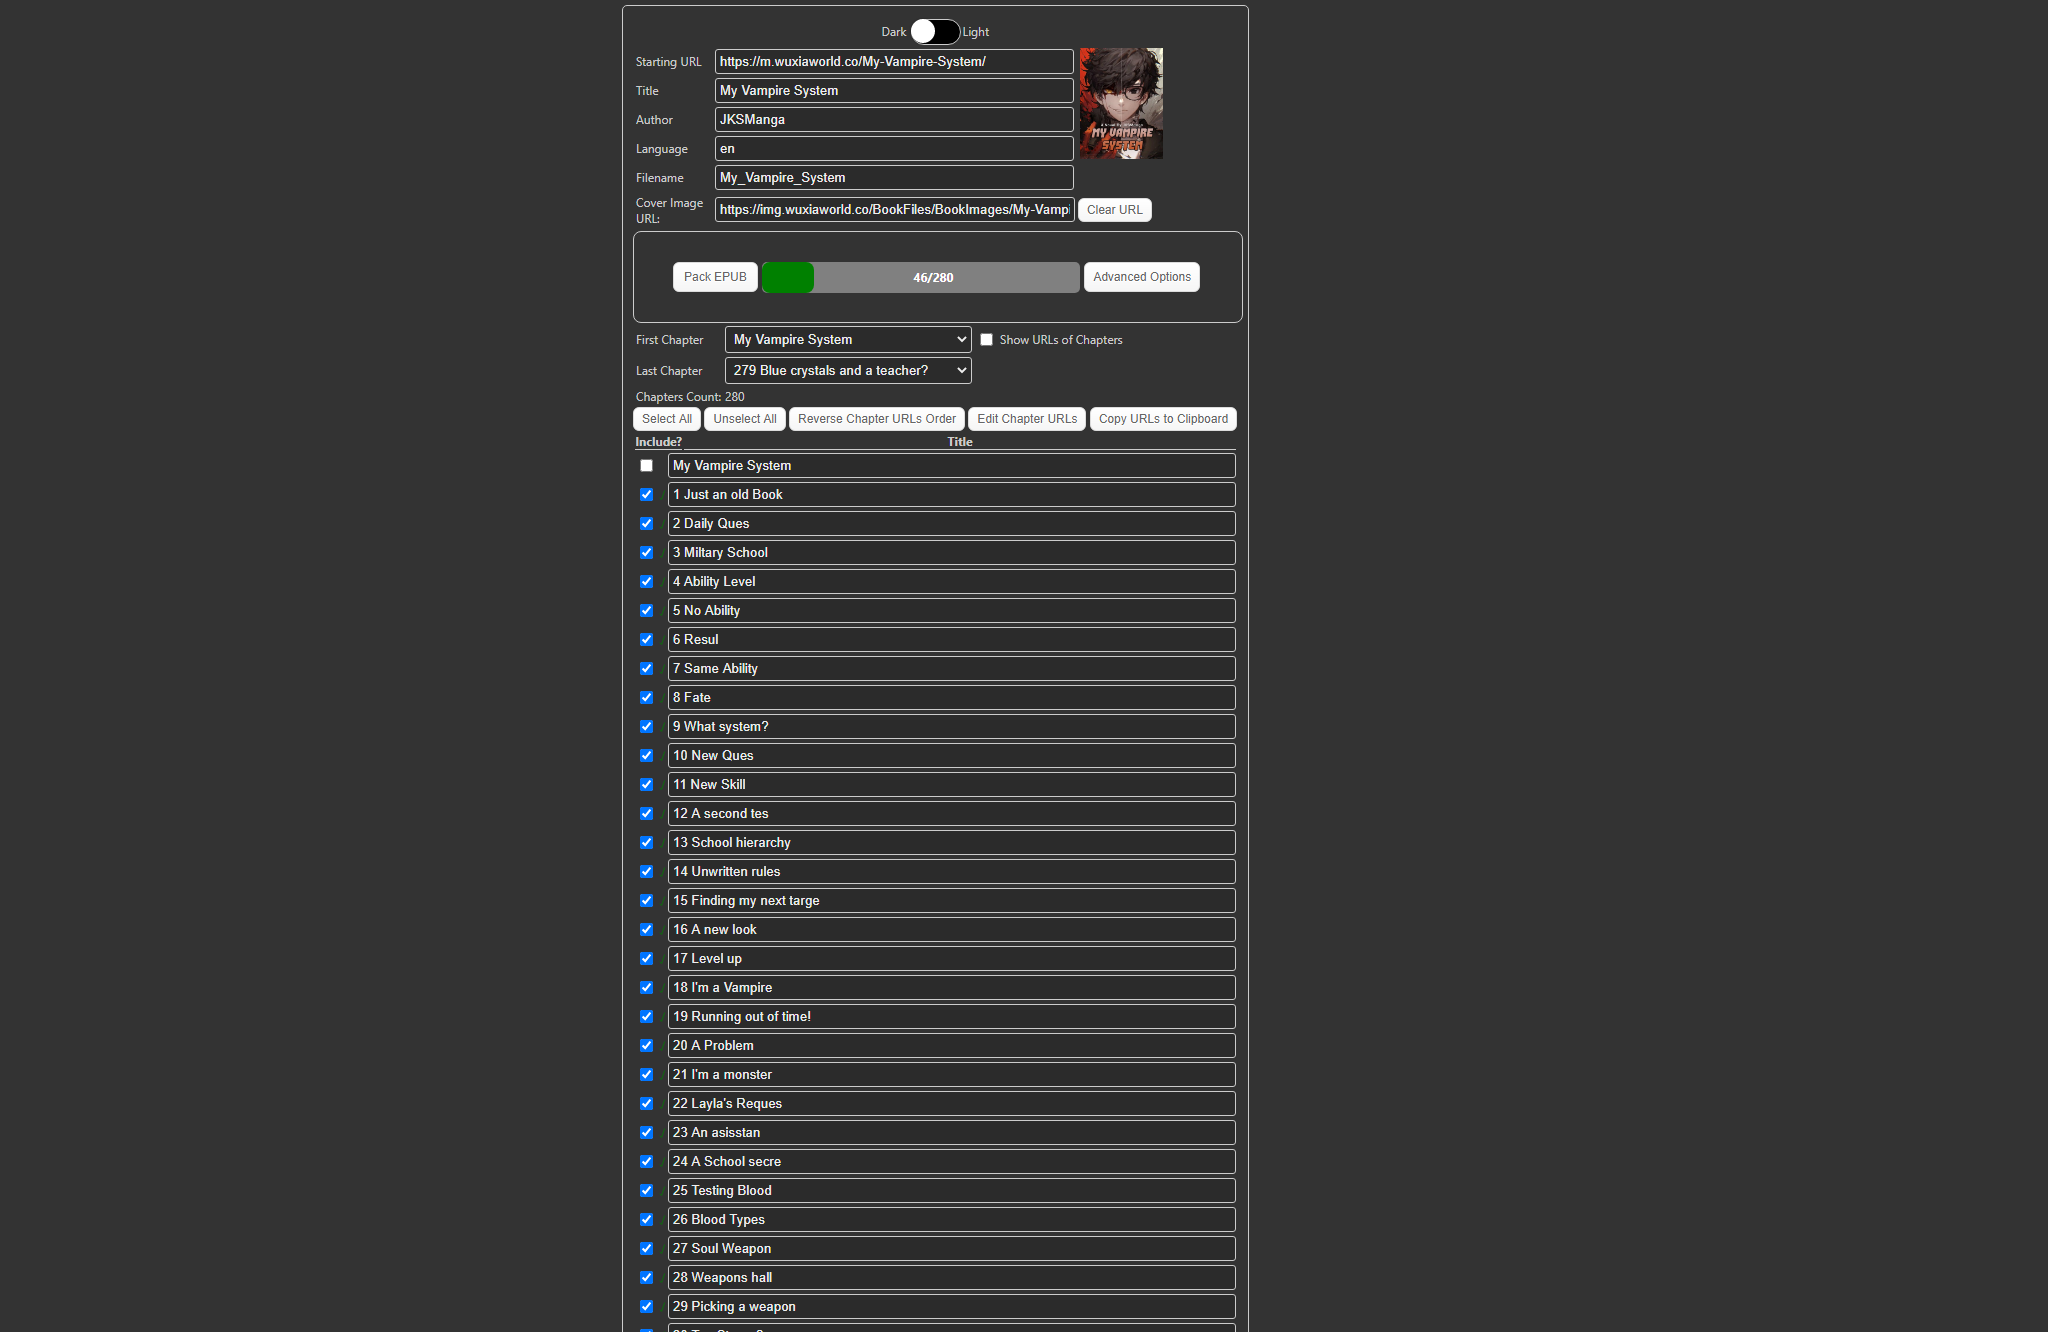 Dark Light
Starting URL https://m.wuxiaworld.co/My-Vampire-System/
Title My Vampire System
Author JKSManga
Language en
Filename My_Vampire_System
MY VAMPIRE
SYSTEM
Cover Image URL: https://img.wuxiaworld.co/BookFiles/BookImages/My-Vampi Clear URL
Pack EPUB 46/280 Advanced Options
First Chapter My Vampire System Show URLs of Chapters
Last Chapter 279 Blue crystals and a teacher?
Chapters Count: 280
Select All Unselect All Reverse Chapter URLs Order Edit Chapter URLs Copy URLs to Clipboard
Include? Title
My Vampire System
1 Just an old Book
2 Daily Ques
3 Miltary School
4 Ability Level
5 No Ability
6 Resul
7 Same Ability
8 Fate
9 What system?
10 New Ques
11 New Skill
12 A second tes
13 School hierarchy
14 Unwritten rules
15 Finding my next targe
16 A new look
17 Level up
18 I'm a Vampire
19 Running out of time!
20 A Problem
21 I'm a monster
22 Layla's Reques
23 An asisstan
24 A School secre
25 Testing Blood
26 Blood Types
27 Soul Weapon
28 Weapons hall
29 Picking a weapon